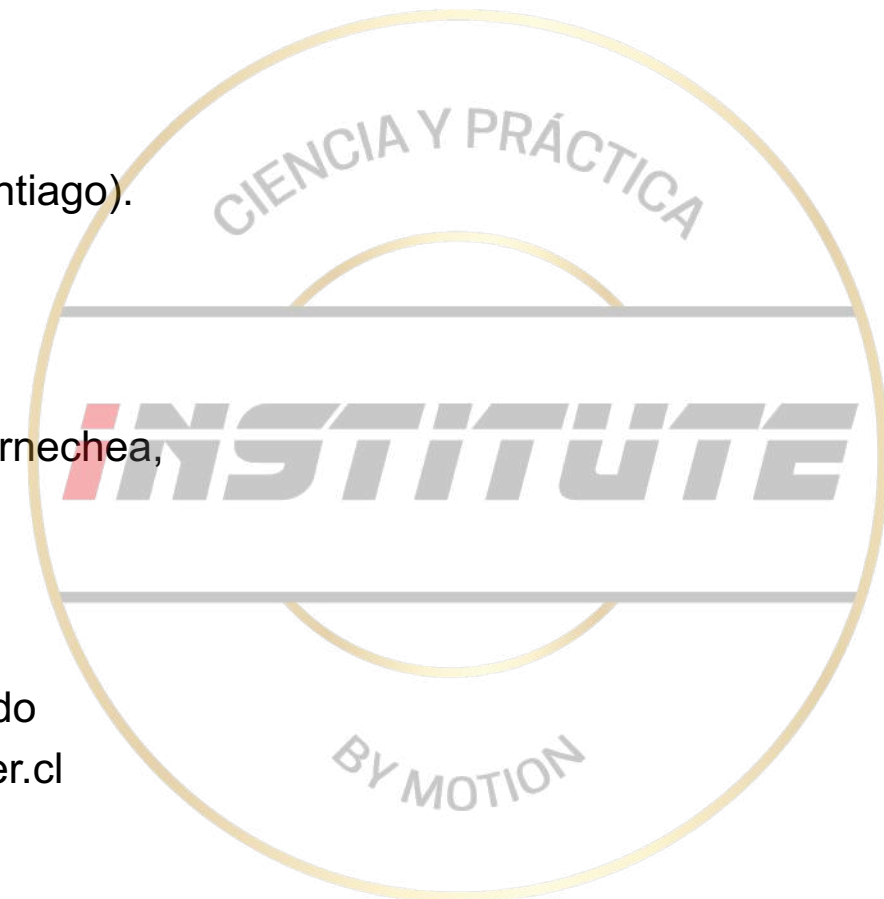 CIENCIA Y PRÁCTICA
ntiago).
rnechea,
iNSTITUTE
do
er.cl
BY MOTION